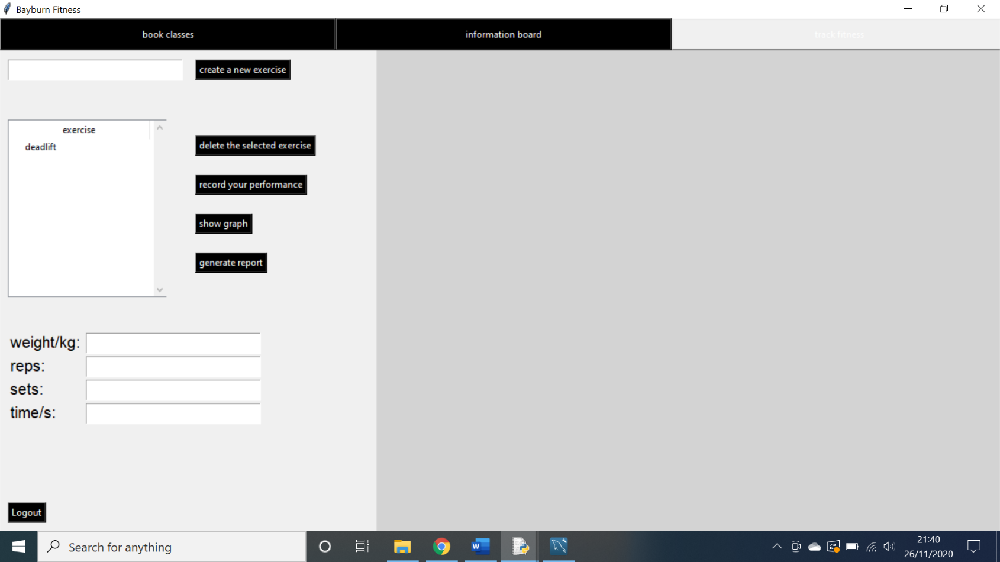 Bayburn Fitness
book classes
information board
track fitness
create a new exercise
exercise
deadlift
delete the selected exercise
record your performance
show graph
generate report
weight/kg:
reps:
sets:
time/s:
Logout
Search for anything
W
21:40
26/11/2020